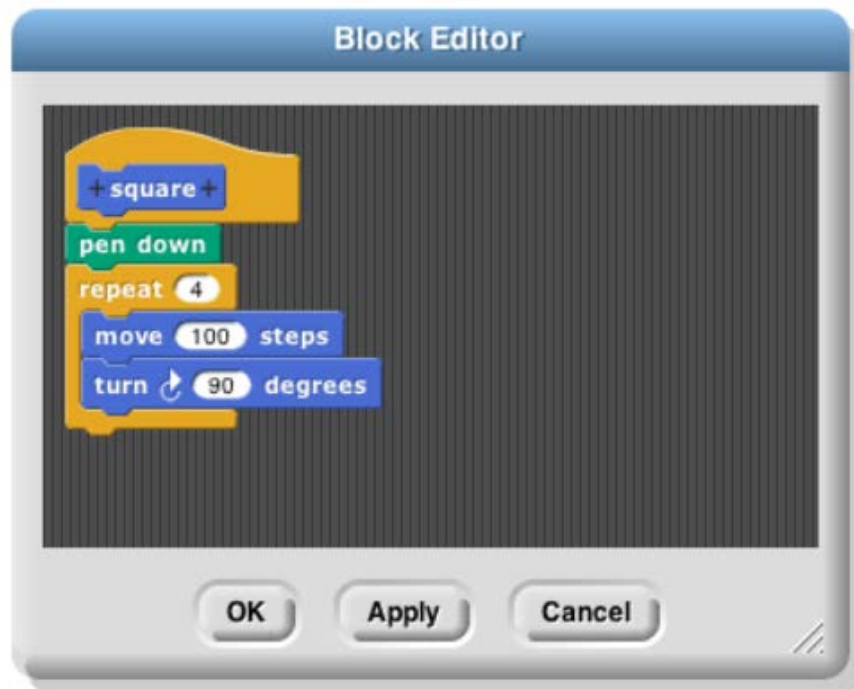 Block Editor
+ square +
pen down
repeat 4
move 100 steps
turn 90 degrees
OK Apply Cancel